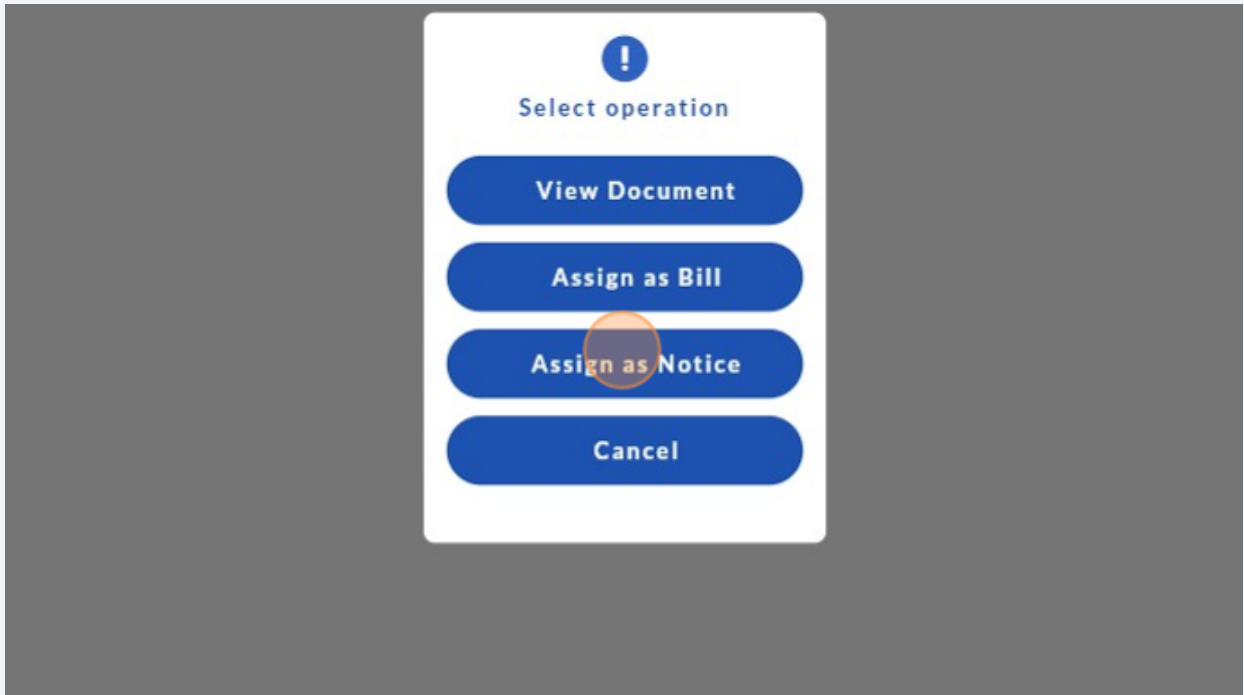 Select operation
View Document
Assign as Bill
Assign as Notice
Cancel